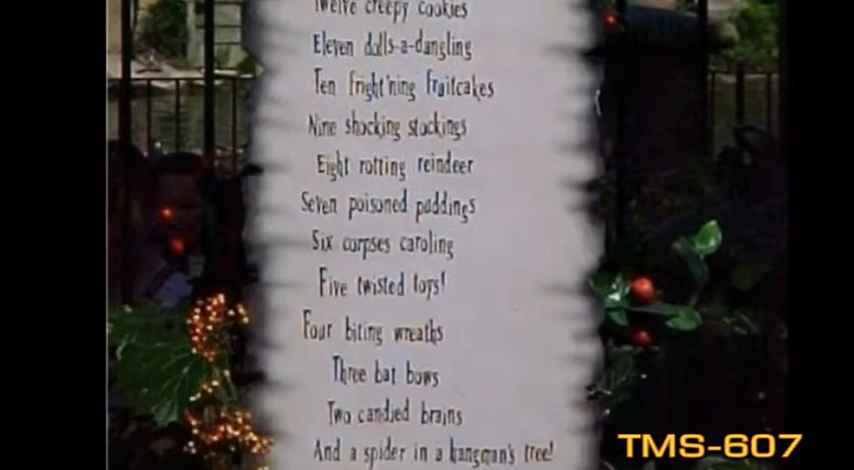 Twelve creepy cookies
Eleven dolls-a-dangling
Ten fright'ning fruitcakes
Nine shocking stockings
Eight rotting reindeer
Seven poisoned puddings
Six corpses caroling
Five twisted toys!
Four biting wreaths
Three bat bows
Two candied brains
And a spider in a hangman's tree!
TMS-607